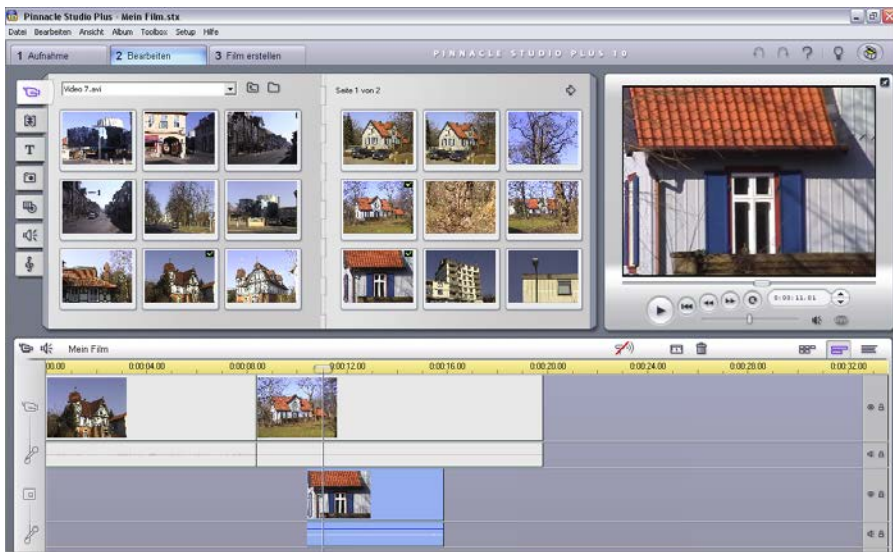 Pinnacle Studio Plus - Mein Film.stx
Datei Bearbeiten Ansicht Album Toolbox Setup Hilfe
1 Aufnahme 2 Bearbeiten 3 Film erstellen PINNACLE STUDIO PLUS 10
Video 7.avi Seite 1 von 2
T
0:00:11.01
Mein Film
00.00 0:00:04.00 0:00:08.00 0:00:12.00 0:00:16.00 0:00:20.00 0:00:24.00 0:00:28.00 0:00:32.00